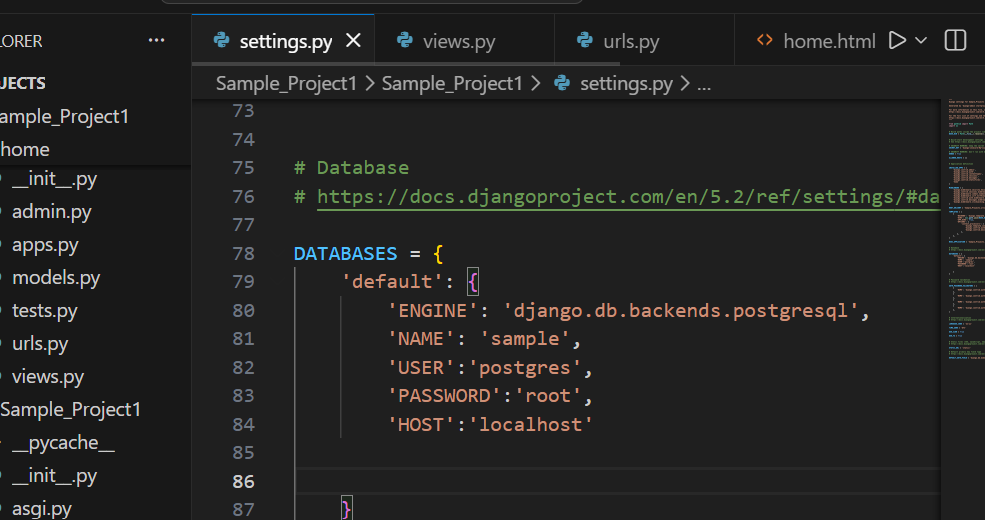 LORER
...
settings.py
views.py
urls.py
home.html
JECTS
Sample_Project1 > Sample_Project1 > settings.py > ...
ample_Project1
home
__init__.py
admin.py
apps.py
models.py
tests.py
urls.py
views.py
Sample_Project1
__pycache__
__init__.py
asgi.py
73
74
75 # Database
76 # https://docs.djangoproject.com/en/5.2/ref/settings/#da
77
78 DATABASES = {
79 'default': {
80 'ENGINE': 'django.db.backends.postgresql',
81 'NAME': 'sample',
82 'USER':'postgres',
83 'PASSWORD':'root',
84 'HOST':'localhost'
85
86
87 }